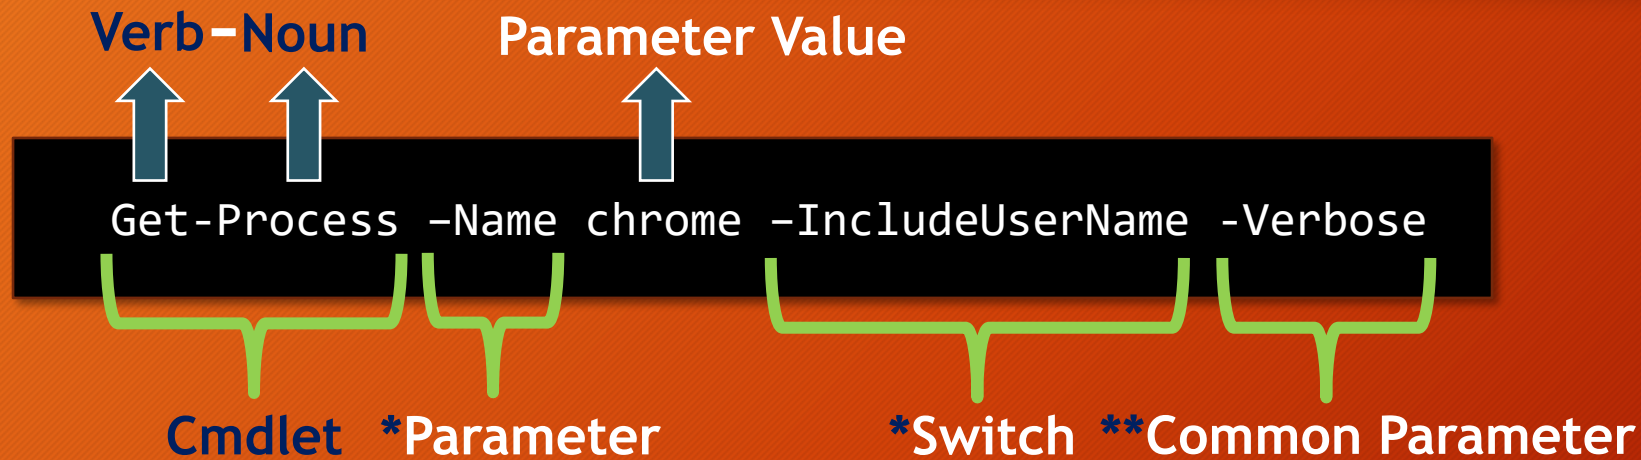 Verb-Noun Parameter Value
Get-Process –Name chrome –IncludeUserName -Verbose
Cmdlet *Parameter *Switch **Common Parameter